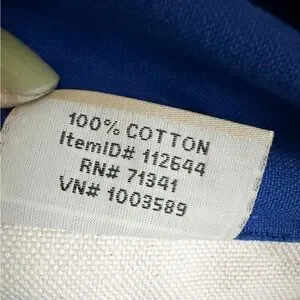 100% COTTON
ItemID# 112644
RN# 71341
VN# 1003589